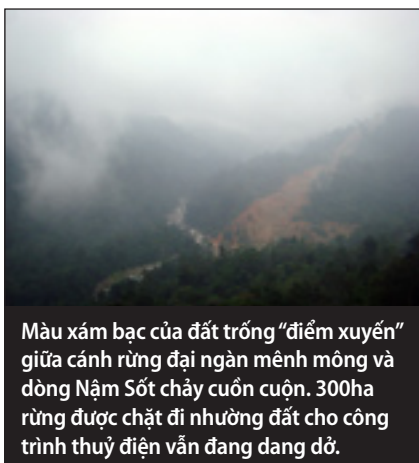 Màu xám bạc của đất trống “điểm xuyến”
giữa cánh rừng đại ngàn mênh mông và
dòng Nậm Sốt chảy cuồn cuộn. 300ha
rừng được chặt đi nhường đất cho công
trình thuỷ điện vẫn đang dang dở.